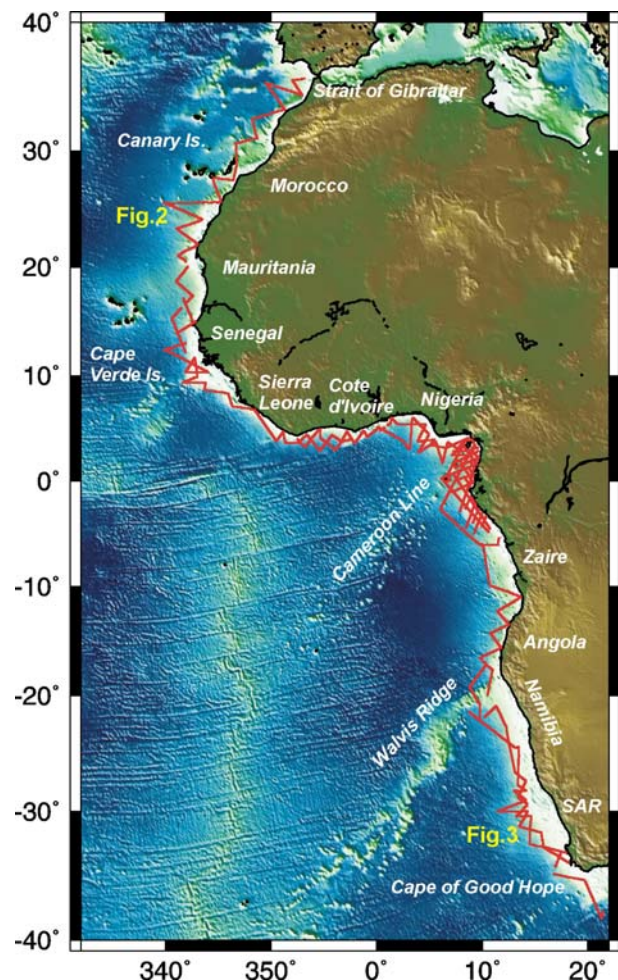 40°
Strait of Gibraltar
Canary Is.
30°
Morocco
Fig.2
20°
Mauritania
Senegal
Cape
Verde Is.
10°
Sierra
Leone
Cote
d'Ivoire
Nigeria
0°
Cameroon Line
Zaire
-10°
Angola
-20°
Walvis Ridge
Namibia
-30°
SAR
Fig.3
Cape of Good Hope
-40°
340°
350°
0°
10°
20°